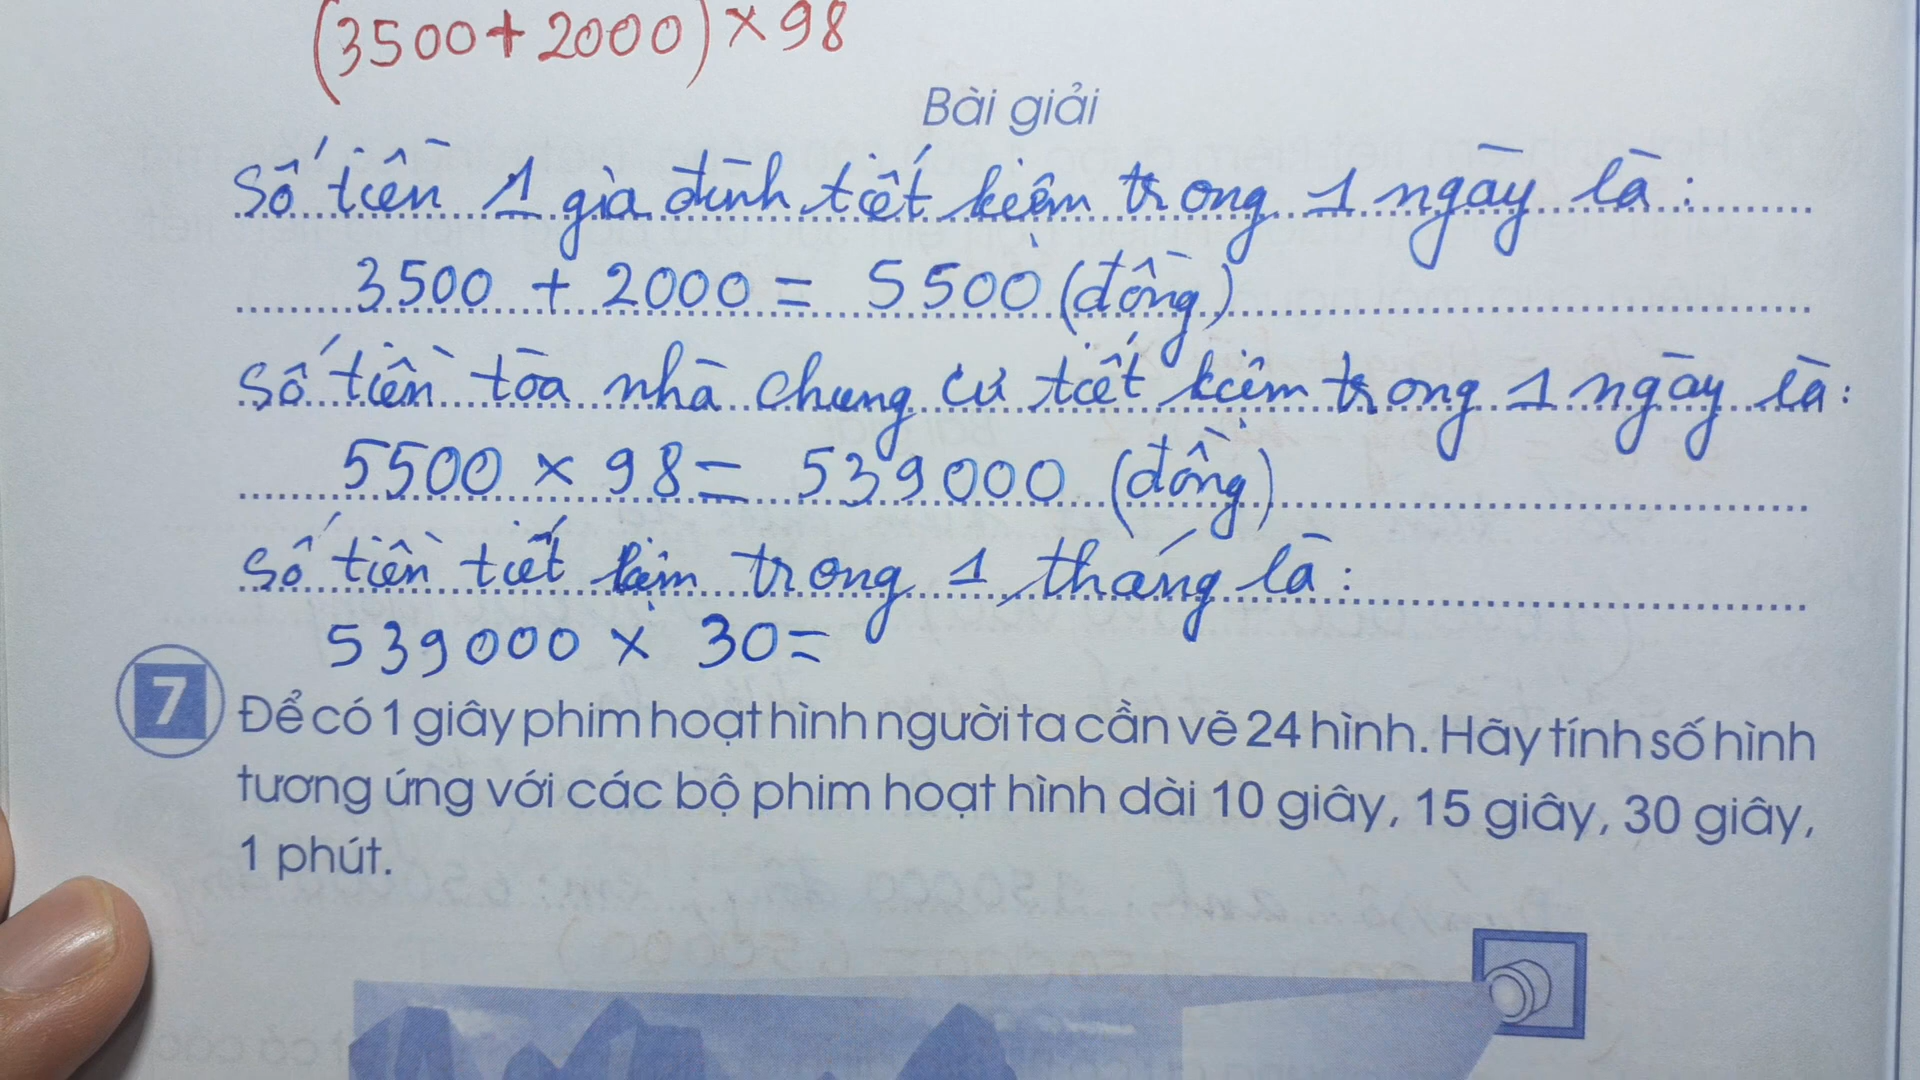 (3500+2000)×98
Bài giải
Số tiền 1 gia đình tiết kiệm trong 1 ngày là:
3500 + 2000 = 5500 (đồng)
Số tiền tòa nhà chung cư tiết kiệm trong 1 ngày là:
5500 × 98 = 539000 (đồng)
Số tiền tiết kiệm trong 1 tháng là:
539000 × 30=
7 Để có 1 giây phim hoạt hình người ta cần vẽ 24 hình. Hãy tính số hình
tương ứng với các bộ phim hoạt hình dài 10 giây, 15 giây, 30 giây,
1 phút.